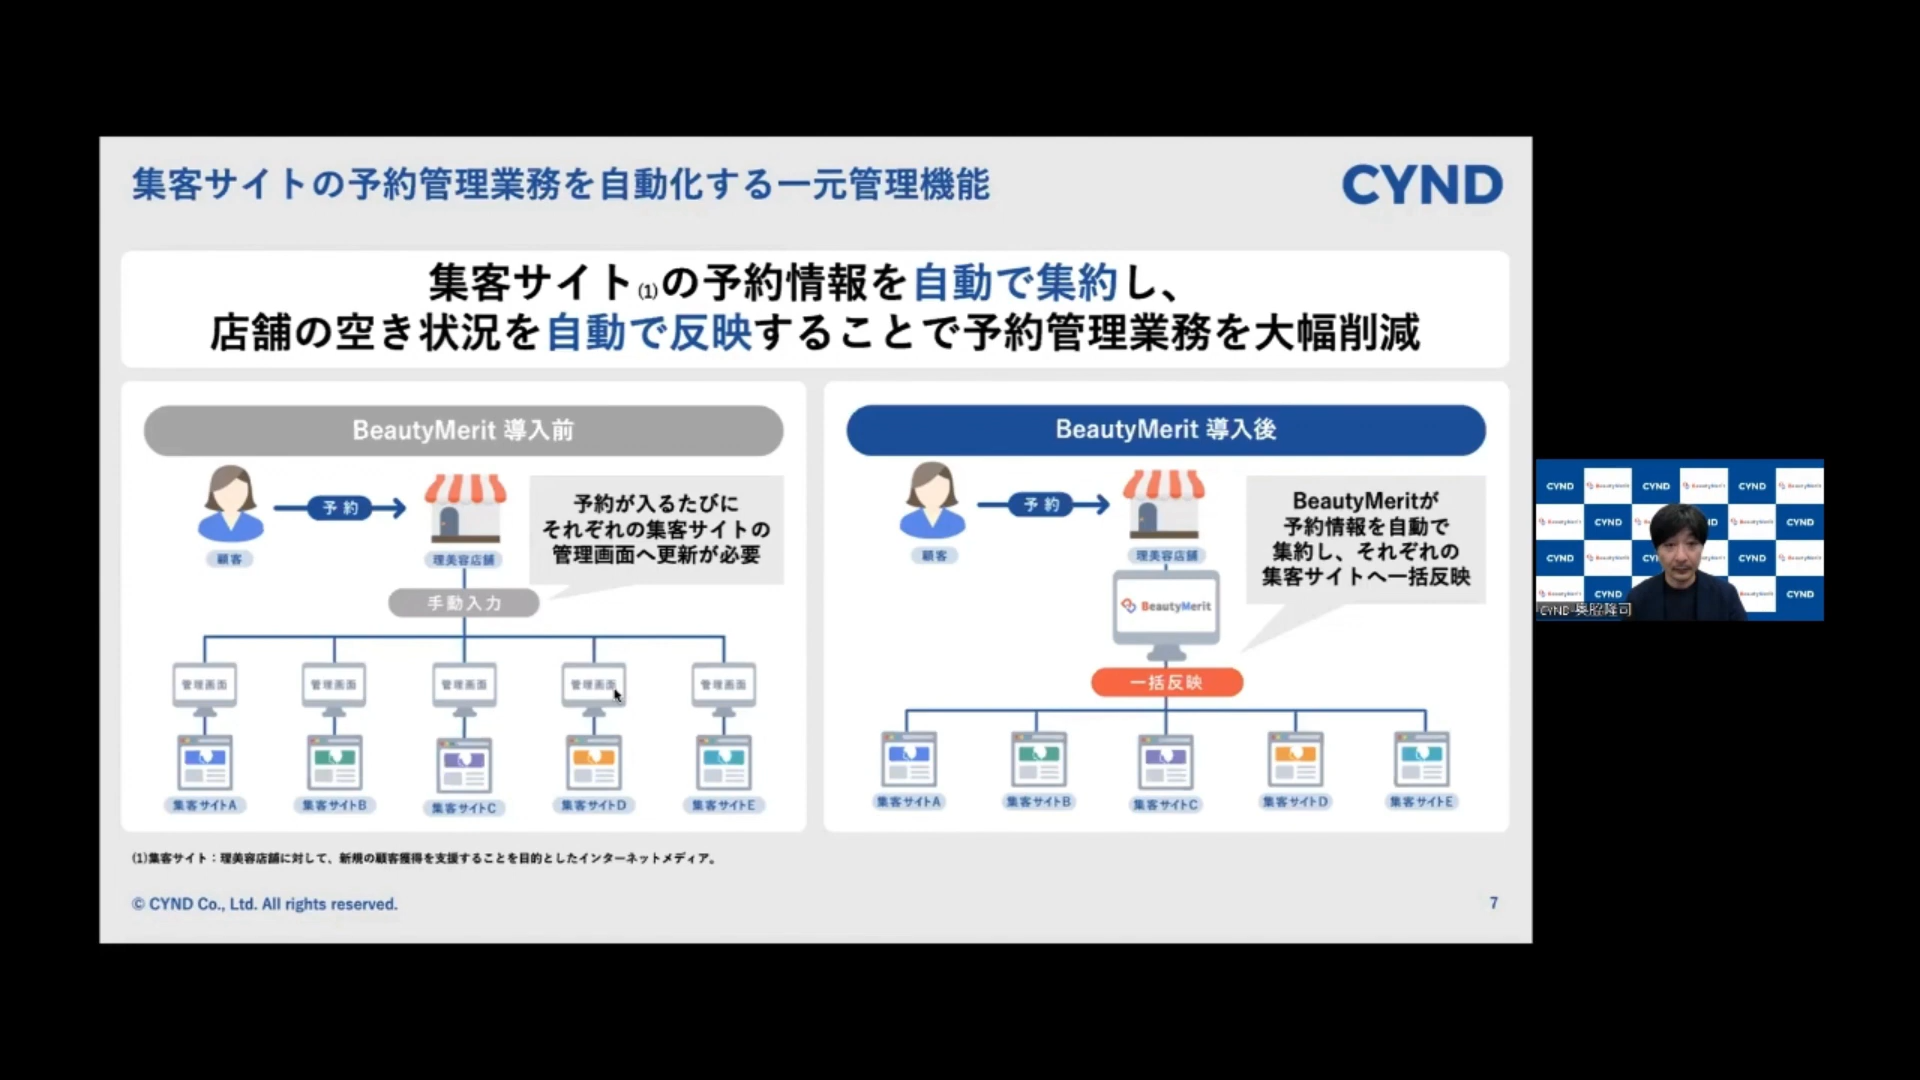 集客サイトの予約管理業務を自動化する一元管理機能
CYND
集客サイト(1)の予約情報を自動で集約し、
店舗の空き状況を自動で反映することで予約管理業務を大幅削減
BeautyMerit 導入前
顧客
予約
理美容店舗
予約が入るたびに
それぞれの集客サイトの
管理画面へ更新が必要
手動入力
管理画面
管理画面
管理画面
管理画面
管理画面
集客サイトA
集客サイトB
集客サイトC
集客サイトD
集客サイトE
BeautyMerit 導入後
顧客
予約
理美容店舗
BeautyMeritが
予約情報を自動で
集約し、それぞれの
集客サイトへ一括反映
BeautyMerit
一括反映
集客サイトA
集客サイトB
集客サイトC
集客サイトD
集客サイトE
(1)集客サイト：理美容店舗に対して、新規の顧客獲得を支援することを目的としたインターネットメディア。
© CYND Co., Ltd. All rights reserved.
7
CYND BeautyMerit CYND BeautyMerit CYND BeautyMerit
BeautyMerit CYND BeautyMerit CYND
CYND BeautyMerit CYND BeautyMerit
BeautyMerit CYND BeautyMerit CYND
CYND 奥脇隆司